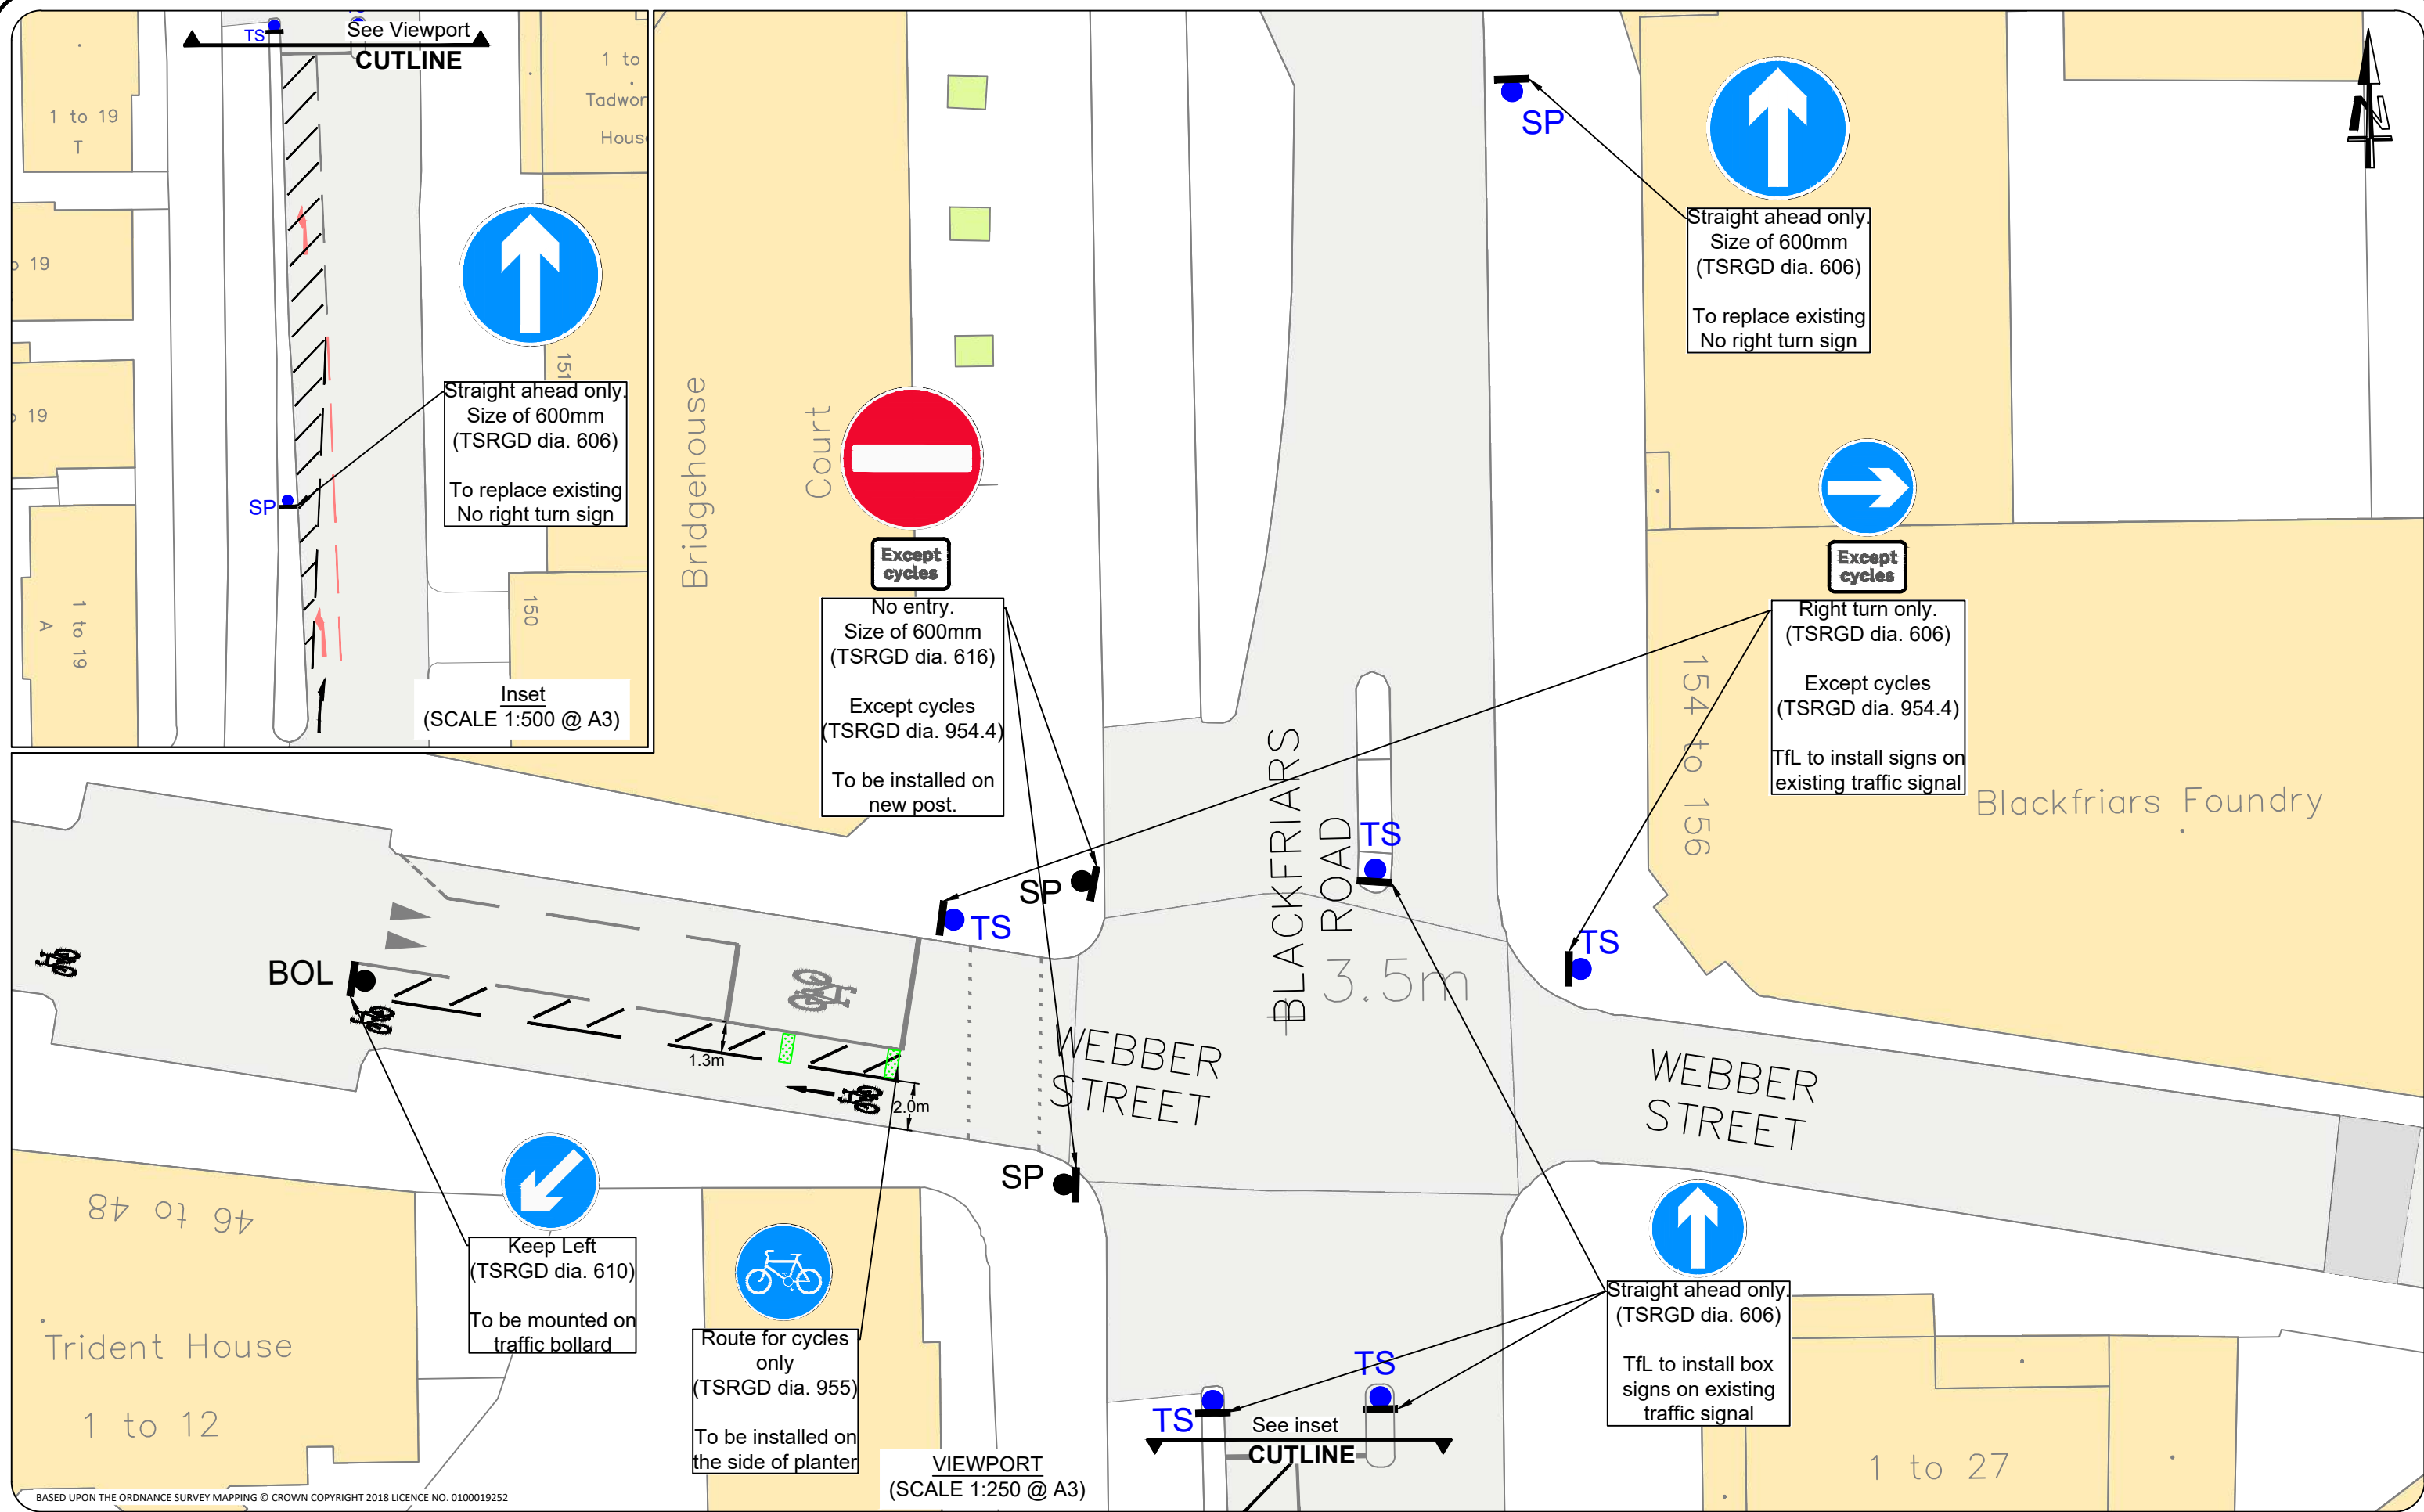 TS
See Viewport
CUTLINE
1 to 19
T
1 to
Tadwor
House
19
19
1 to 19
A
151
150
Straight ahead only.
Size of 600mm
(TSRGD dia. 606)
To replace existing
No right turn sign
SP
Inset
(SCALE 1:500 @ A3)
Bridgehouse
Court
SP
Straight ahead only.
Size of 600mm
(TSRGD dia. 606)
To replace existing
No right turn sign
N
Except
cycles
No entry.
Size of 600mm
(TSRGD dia. 616)
Except cycles
(TSRGD dia. 954.4)
To be installed on
new post.
Except
cycles
Right turn only.
(TSRGD dia. 606)
Except cycles
(TSRGD dia. 954.4)
TfL to install signs on
existing traffic signal
154 to 156
Blackfriars Foundry
BLACKFRIARS
ROAD
TS
SP
TS
TS
BOL
3.5m
1.3m
2.0m
WEBBER
STREET
WEBBER
STREET
SP
46 to 48
Trident House
1 to 12
Keep Left
(TSRGD dia. 610)
To be mounted on
traffic bollard
Route for cycles
only
(TSRGD dia. 955)
To be installed on
the side of planter
Straight ahead only.
(TSRGD dia. 606)
TfL to install box
signs on existing
traffic signal
TS
TS
See inset
CUTLINE
VIEWPORT
(SCALE 1:250 @ A3)
1 to 27
BASED UPON THE ORDNANCE SURVEY MAPPING © CROWN COPYRIGHT 2018 LICENCE NO. 0100019252